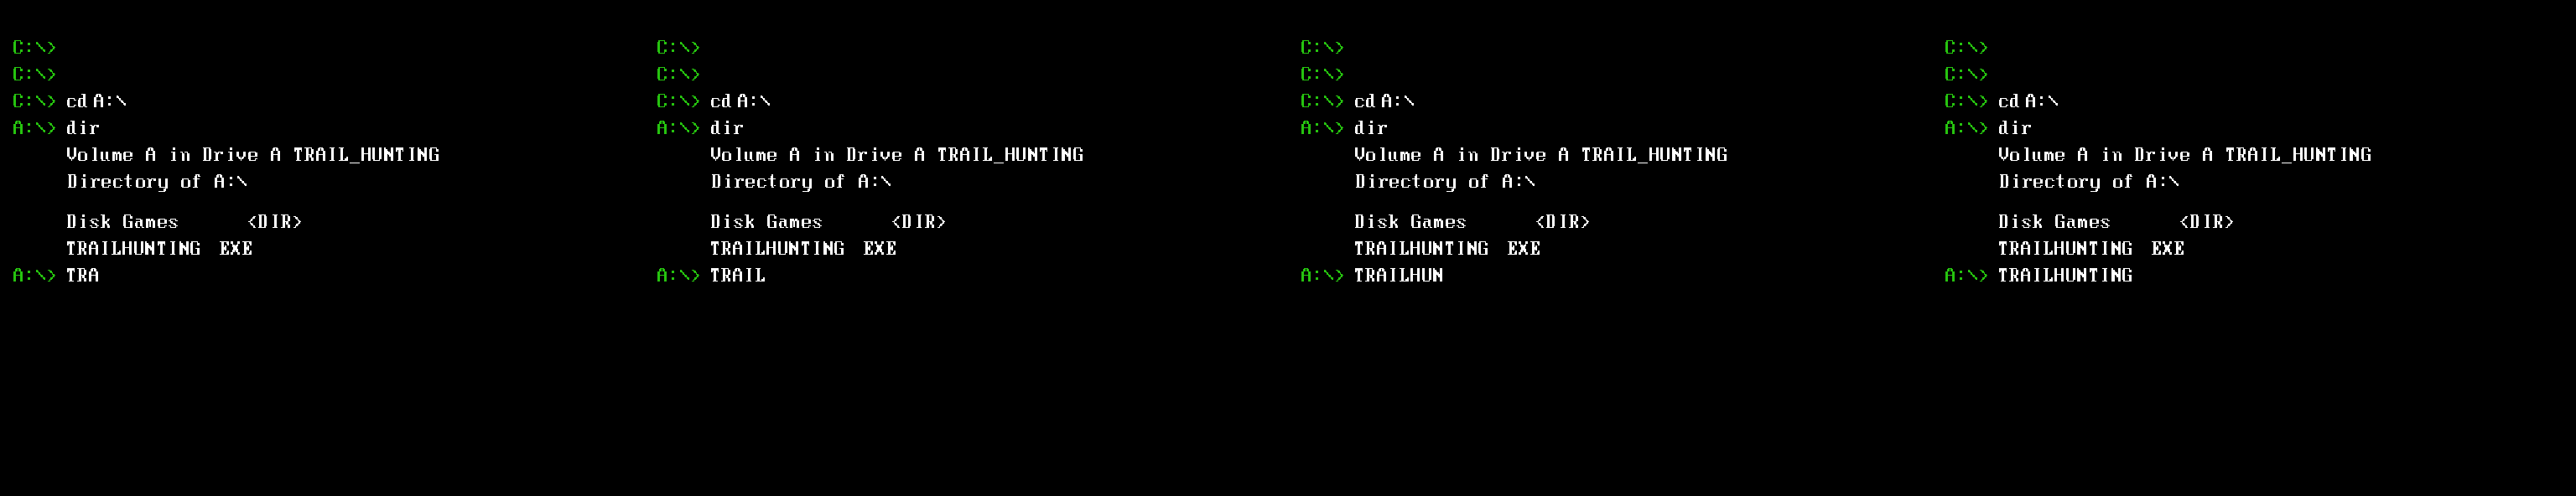 C:\>
C:\>
C:\> cd A:\
A:\> dir
Volume A in Drive A TRAIL_HUNTING
Directory of A:\
Disk Games <DIR>
TRAILHUNTING EXE
A:\> TRA
C:\>
C:\>
C:\> cd A:\
A:\> dir
Volume A in Drive A TRAIL_HUNTING
Directory of A:\
Disk Games <DIR>
TRAILHUNTING EXE
A:\> TRAIL
C:\>
C:\>
C:\> cd A:\
A:\> dir
Volume A in Drive A TRAIL_HUNTING
Directory of A:\
Disk Games <DIR>
TRAILHUNTING EXE
A:\> TRAILHUN
C:\>
C:\>
C:\> cd A:\
A:\> dir
Volume A in Drive A TRAIL_HUNTING
Directory of A:\
Disk Games <DIR>
TRAILHUNTING EXE
A:\> TRAILHUNTING